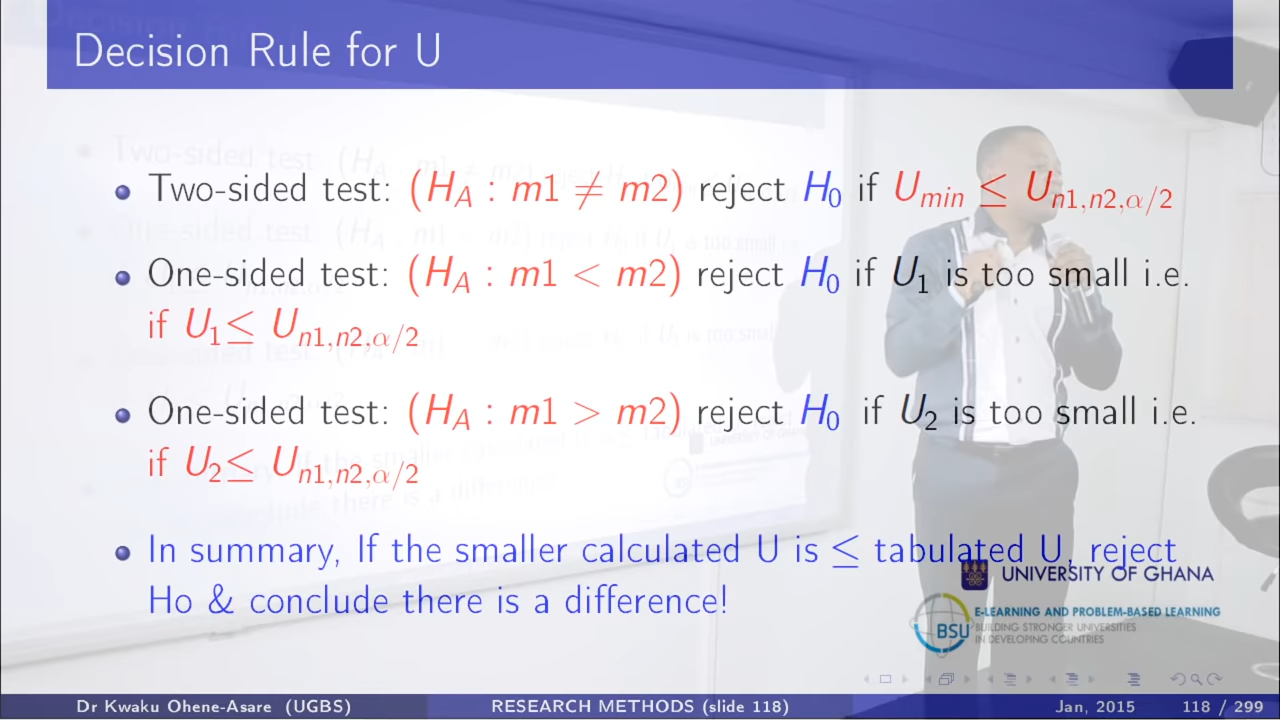 Decision Rule for U
Two-sided test: (H_A : m1 ≠ m2) reject H_0 if U_min ≤ U_n1,n2,α/2
One-sided test: (H_A : m1 < m2) reject H_0 if U_1 is too small i.e.
if U_1≤ U_n1,n2,α/2
One-sided test: (H_A : m1 > m2) reject H_0 if U_2 is too small i.e.
if U_2≤ U_n1,n2,α/2
In summary, If the smaller calculated U is ≤ tabulated U, reject
Ho & conclude there is a difference!
UNIVERSITY OF GHANA
BSU
E-LEARNING AND PROBLEM-BASED LEARNING
BUILDING STRONGER UNIVERSITIES
IN DEVELOPING COUNTRIES
Dr Kwaku Ohene-Asare (UGBS) RESEARCH METHODS (slide 118) Jan, 2015 118 / 299